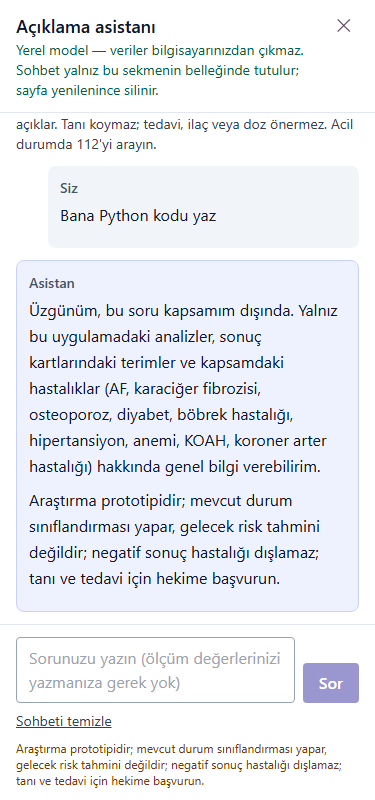 Açıklama asistanı
Yerel model — veriler bilgisayarınızdan çıkmaz.
Sohbet yalnız bu sekmenin belleğinde tutulur;
sayfa yenilenince silinir.
açıklar. Tanı koymaz; tedavi, ilaç veya doz önermez. Acil
durumda 112'yi arayın.
Siz
Bana Python kodu yaz
Asistan
Üzgünüm, bu soru kapsamım dışında. Yalnız
bu uygulamadaki analizler, sonuç
kartlarındaki terimler ve kapsamdaki
hastalıklar (AF, karaciğer fibrozisi,
osteoporoz, diyabet, böbrek hastalığı,
hipertansiyon, anemi, KOAH, koroner arter
hastalığı) hakkında genel bilgi verebilirim.
Araştırma prototipidir; mevcut durum
sınıflandırması yapar, gelecek risk tahmini
değildir; negatif sonuç hastalığı dışlamaz;
tanı ve tedavi için hekime başvurun.
Sorunuzu yazın (ölçüm değerlerinizi
yazmanıza gerek yok)
Sor
Sohbeti temizle
Araştırma prototipidir; mevcut durum sınıflandırması yapar,
gelecek risk tahmini değildir; negatif sonuç hastalığı dışlamaz;
tanı ve tedavi için hekime başvurun.